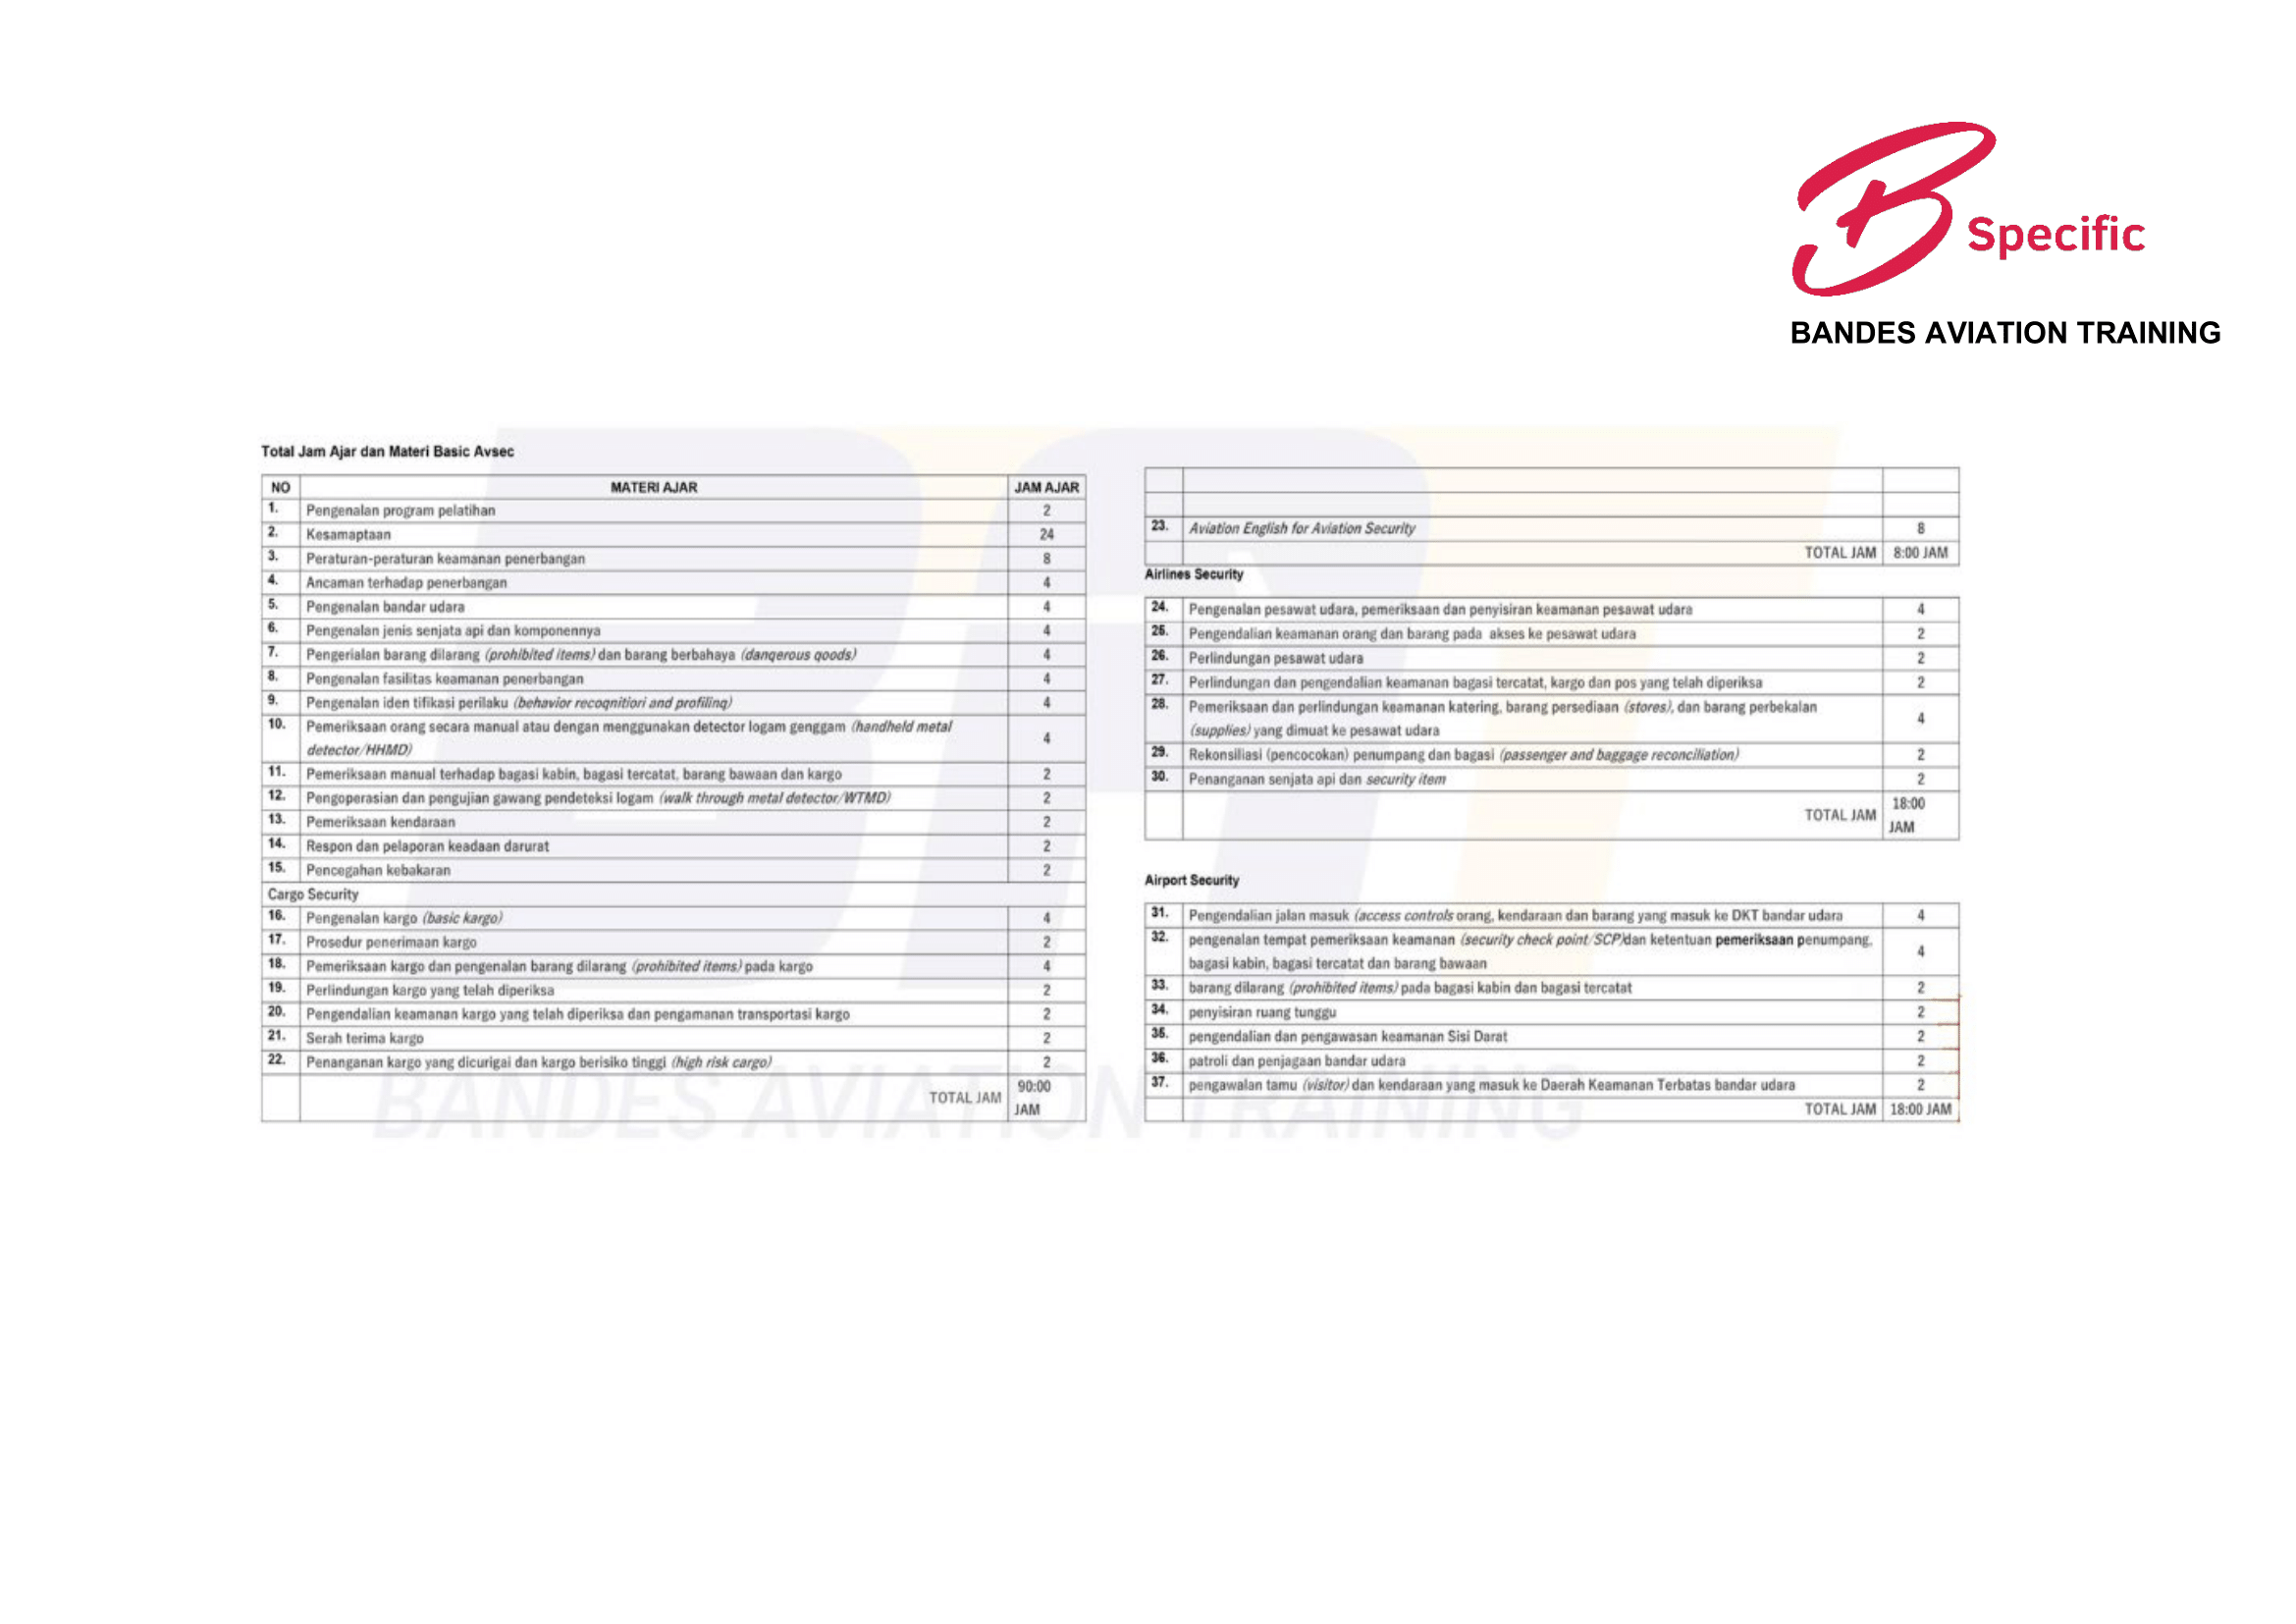 B Specific
BANDES AVIATION TRAINING
Total Jam Ajar dan Materi Basic Avsec
NO MATERI AJAR JAM AJAR
1. Pengenalan program pelatihan 2
2. Kesamaptaan 24
3. Peraturan-peraturan keamanan penerbangan 8
4. Ancaman terhadap penerbangan 4
5. Pengenalan bandar udara 4
6. Pengenalan jenis senjata api dan komponennya 4
7. Pengerialan barang dilarang (prohibited items) dan barang berbahaya (dangerous goods) 4
8. Pengenalan fasilitas keamanan penerbangan 4
9. Pengenalan iden tifikasi perilaku (behavior recognitiori and profiling) 4
10. Pemeriksaan orang secara manual atau dengan menggunakan detector logam genggam (handheld metal
detector/HHMD) 4
11. Pemeriksaan manual terhadap bagasi kabin, bagasi tercatat, barang bawaan dan kargo 2
12. Pengoperasian dan pengujian gawang pendeteksi logam (walk through metal detector/WTMD) 2
13. Pemeriksaan kendaraan 2
14. Respon dan pelaporan keadaan darurat 2
15. Pencegahan kebakaran 2
Cargo Security
16. Pengenalan kargo (basic kargo) 4
17. Prosedur penerimaan kargo 2
18. Pemeriksaan kargo dan pengenalan barang dilarang (prohibited items) pada kargo 4
19. Perlindungan kargo yang telah diperiksa 2
20. Pengendalian keamanan kargo yang telah diperiksa dan pengamanan transportasi kargo 2
21. Serah terima kargo 2
22. Penanganan kargo yang dicurigai dan kargo berisiko tinggi (high risk cargo) 2
TOTAL JAM 90:00
JAM
23. Aviation English for Aviation Security 8
TOTAL JAM 8:00 JAM
Airlines Security
24. Pengenalan pesawat udara, pemeriksaan dan penyisiran keamanan pesawat udara 4
25. Pengendalian keamanan orang dan barang pada akses ke pesawat udara 2
26. Perlindungan pesawat udara 2
27. Perlindungan dan pengendalian keamanan bagasi tercatat, kargo dan pos yang telah diperiksa 2
28. Pemeriksaan dan perlindungan keamanan katering, barang persediaan (stores), dan barang perbekalan
(supplies) yang dimuat ke pesawat udara 4
29. Rekonsiliasi (pencocokan) penumpang dan bagasi (passenger and baggage reconciliation) 2
30. Penanganan senjata api dan security item 2
TOTAL JAM 18:00
JAM
Airport Security
31. Pengendalian jalan masuk (access controls orang, kendaraan dan barang yang masuk ke DKT bandar udara 4
32. pengenalan tempat pemeriksaan keamanan (security check point/SCP)dan ketentuan pemeriksaan penumpang,
bagasi kabin, bagasi tercatat dan barang bawaan 4
33. barang dilarang (prohibited items) pada bagasi kabin dan bagasi tercatat 2
34. penyisiran ruang tunggu 2
35. pengendalian dan pengawasan keamanan Sisi Darat 2
36. patroli dan penjagaan bandar udara 2
37. pengawalan tamu (visitor) dan kendaraan yang masuk ke Daerah Keamanan Terbatas bandar udara 2
TOTAL JAM 18:00 JAM
BAT
BANDES AVIATION TRAINING